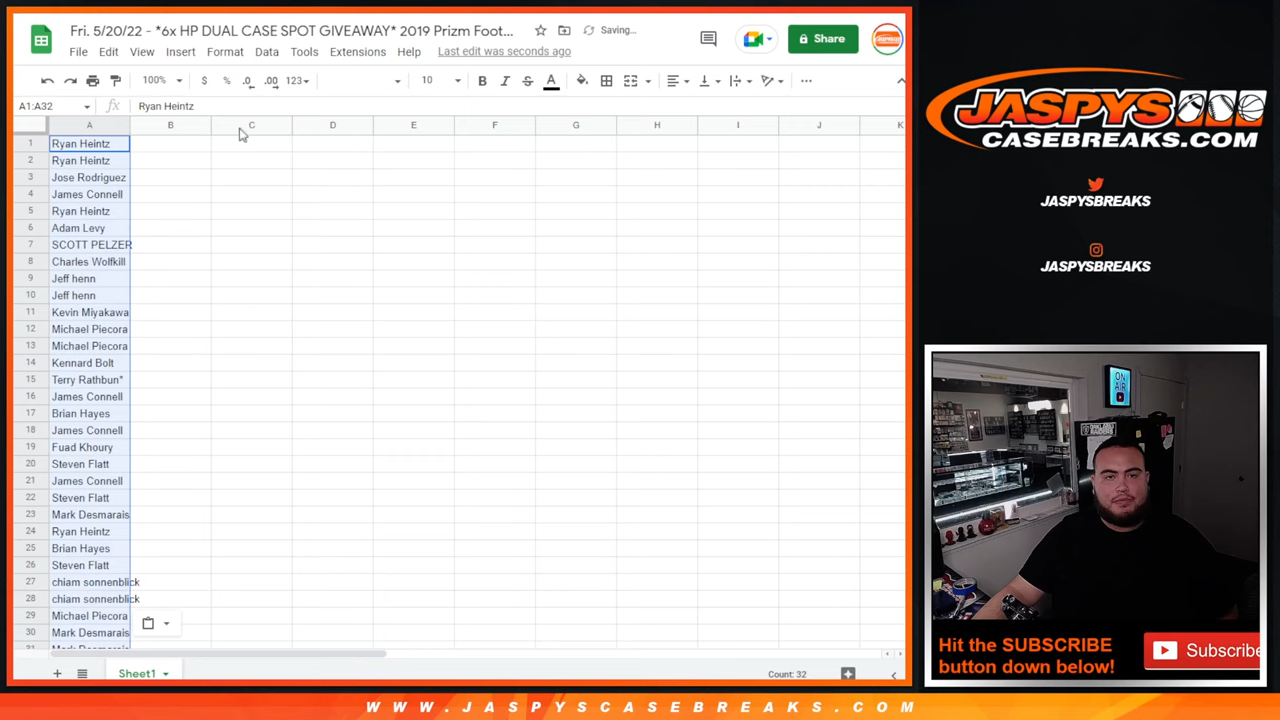 Fri. 5/20/22 - *6x HP DUAL CASE SPOT GIVEAWAY* 2019 Prizm Foot...
Saving...
Share
File Edit View Insert Format Data Tools Extensions Help Last edit was seconds ago
100% $ % .0 .00 123 10 B I S A
A1:A32 fx Ryan Heintz
A B C D E F G H I J K
1 Ryan Heintz
2 Ryan Heintz
3 Jose Rodriguez
4 James Connell
5 Ryan Heintz
6 Adam Levy
7 SCOTT PELZER
8 Charles Wolfkill
9 Jeff henn
10 Jeff henn
11 Kevin Miyakawa
12 Michael Piecora
13 Michael Piecora
14 Kennard Bolt
15 Terry Rathbun*
16 James Connell
17 Brian Hayes
18 James Connell
19 Fuad Khoury
20 Steven Flatt
21 James Connell
22 Steven Flatt
23 Mark Desmarais
24 Ryan Heintz
25 Brian Hayes
26 Steven Flatt
27 chiam sonnenblick
28 chiam sonnenblick
29 Michael Piecora
30 Mark Desmarais
31 Mark Desmarais
Sheet1
Count: 32
JASPYS
CASEBREAKS.COM
JASPYSBREAKS
JASPYSBREAKS
ON
AIR
Hit the SUBSCRIBE
button down below!
Subscribe
WWW.JASPYSCASEBREAKS.COM